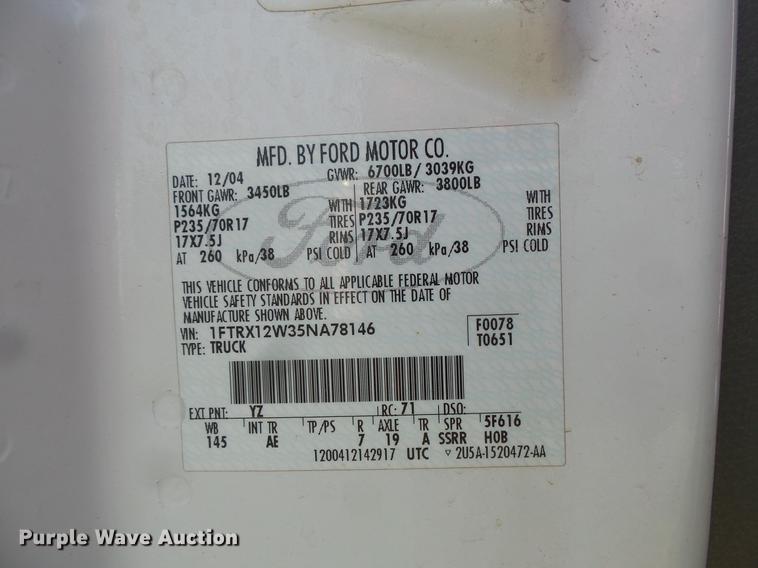 MFD. BY FORD MOTOR CO.
DATE: 12/04 GVWR: 6700LB/ 3039KG
FRONT GAWR: 3450LB REAR GAWR: 3800LB
1564KG WITH 1723KG WITH
P235/70R17 TIRES P235/70R17 TIRES
17X7.5J RIMS 17X7.5J RIMS
AT 260 kPa/38 PSI COLD AT 260 kPa/38 PSI COLD
Ford
THIS VEHICLE CONFORMS TO ALL APPLICABLE FEDERAL MOTOR
VEHICLE SAFETY STANDARDS IN EFFECT ON THE DATE OF
MANUFACTURE SHOWN ABOVE.
VIN: 1FTRX12W35NA78146 F0078
TYPE: TRUCK T0651
EXT PNT: YZ RC: 71 DSO:
WB INT TR TP/PS R AXLE TR SPR 5F616
145 AE 7 19 A SSRR H0B
1200412142917 UTC ▽ 2U5A-1520472-AA
Purple Wave Auction